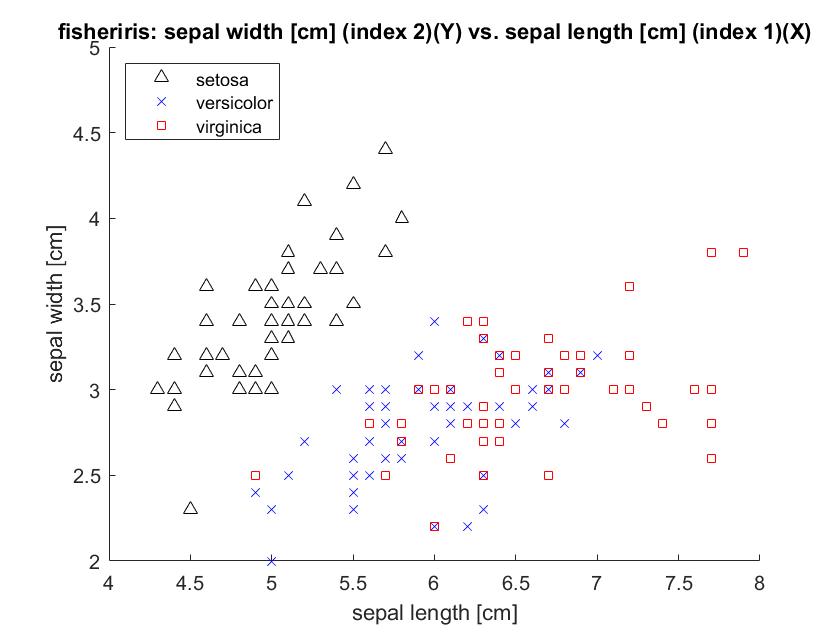 fisheriris: sepal width [cm] (index 2)(Y) vs. sepal length [cm] (index 1)(X)
5
4.5
4
3.5
3
2.5
2
sepal width [cm]
setosa
versicolor
virginica
4
4.5
5
5.5
6
6.5
7
7.5
8
sepal length [cm]